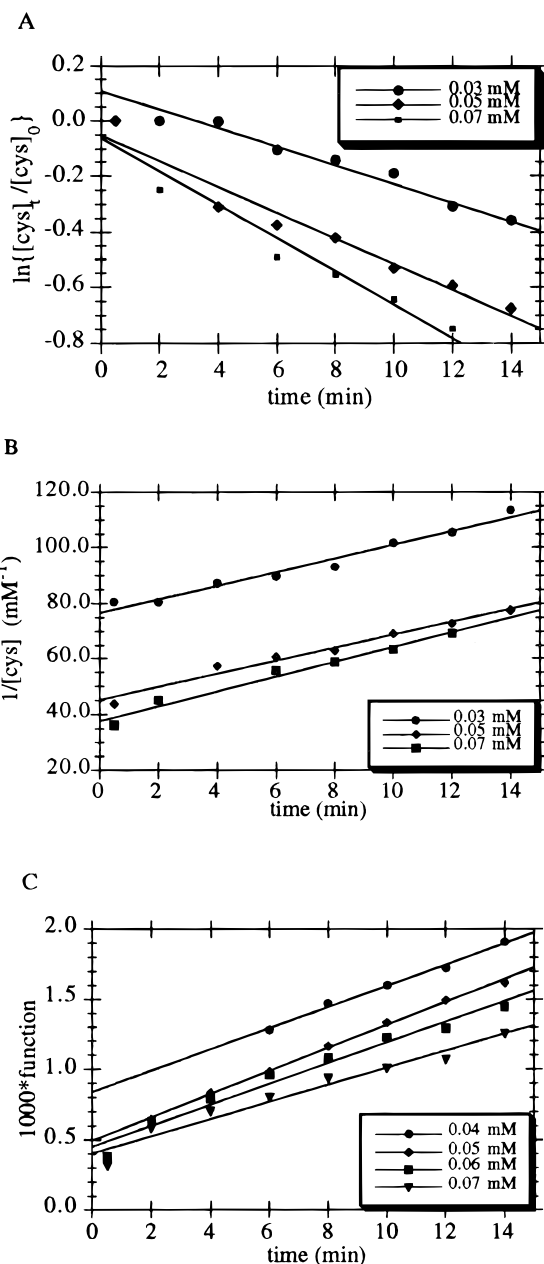 A
0.2
0.0
-0.2
-0.4
-0.6
-0.8
ln{[cys]t/[cys]0}
0.03 mM
0.05 mM
0.07 mM
0 2 4 6 8 10 12 14
time (min)
B
120.0
100.0
80.0
60.0
40.0
20.0
1/[cys] (mM⁻¹)
0.03 mM
0.05 mM
0.07 mM
0 2 4 6 8 10 12 14
time (min)
C
2.0
1.5
1.0
0.5
0.0
1000*function
0.04 mM
0.05 mM
0.06 mM
0.07 mM
0 2 4 6 8 10 12 14
time (min)